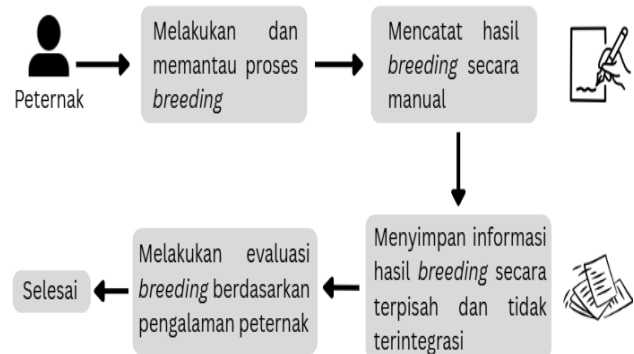 Peternak
Melakukan dan
memantau proses
breeding
Mencatat hasil
breeding secara
manual
Menyimpan informasi
hasil breeding secara
terpisah dan tidak
terintegrasi
Melakukan evaluasi
breeding berdasarkan
pengalaman peternak
Selesai